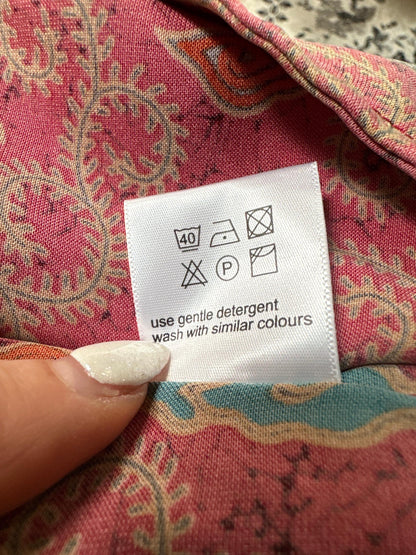 40
P
use gentle detergent
wash with similar colours